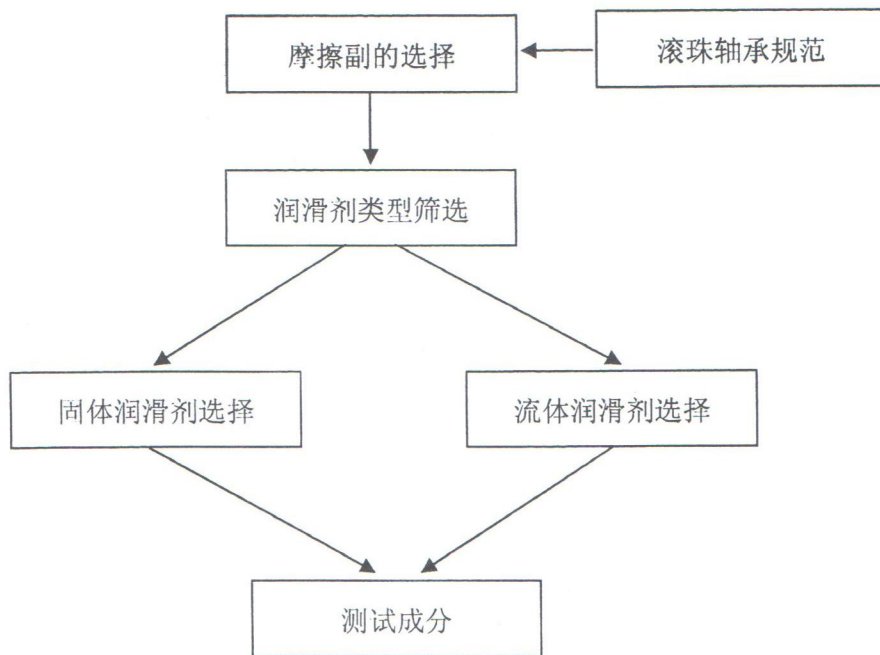 摩擦副的选择
滚珠轴承规范
润滑剂类型筛选
固体润滑剂选择
流体润滑剂选择
测试成分